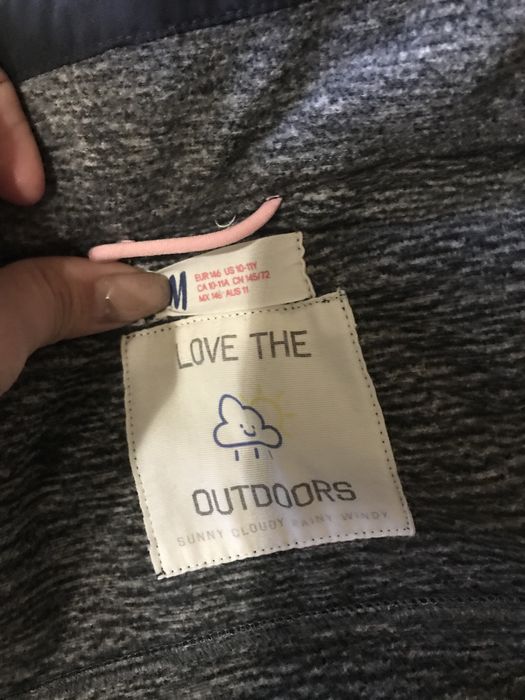 M
EUR 146 US 10-11Y
CA 10-11A CN 145/72
MX 146 AUS 11
LOVE THE
OUTDOORS
SUNNY CLOUDY RAINY WINDY